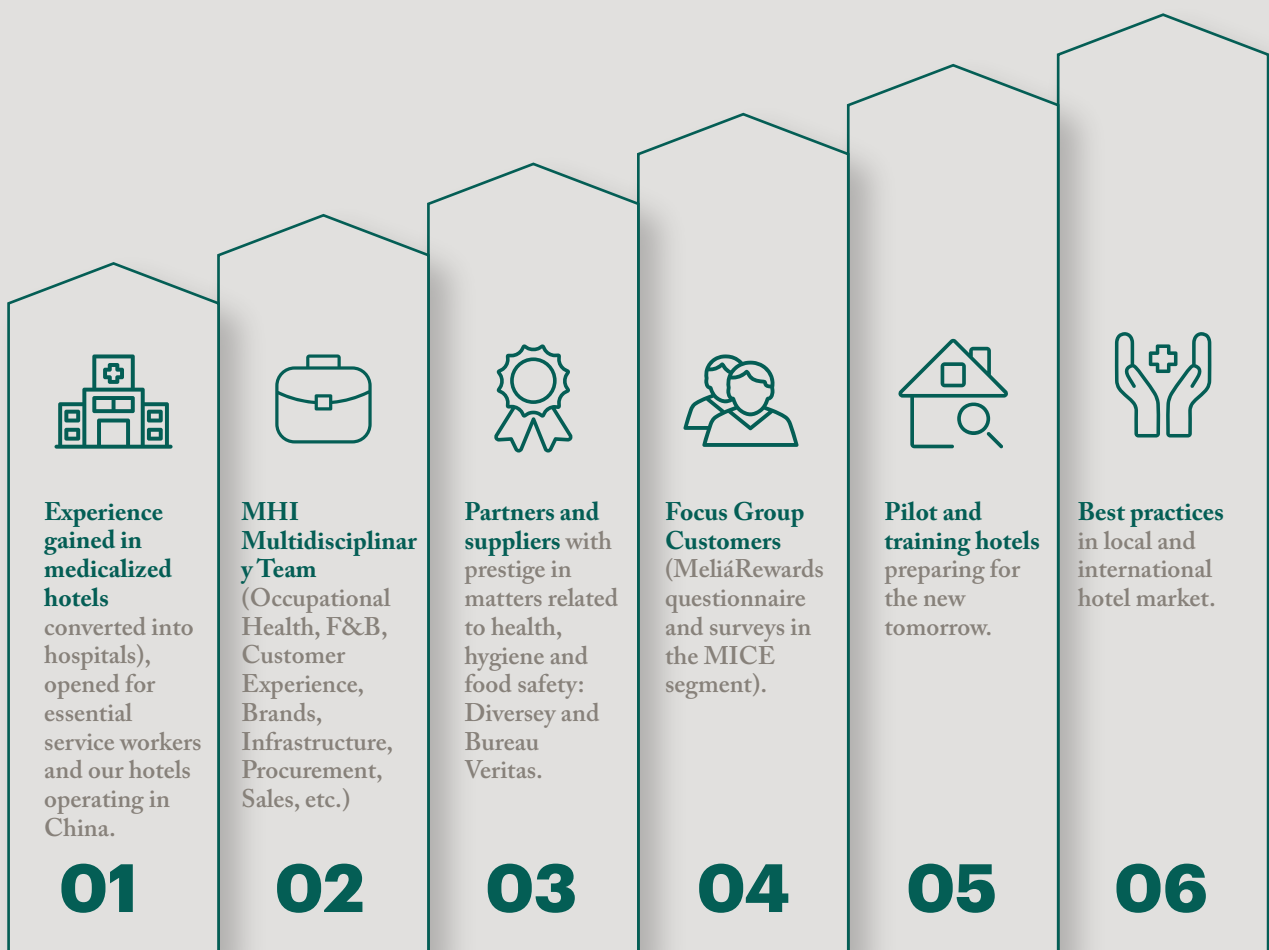 Experience
gained in
medicalized
hotels
converted into
hospitals),
opened for
essential
service workers
and our hotels
operating in
China.
01
MHI
Multidisciplinar
y Team
(Occupational
Health, F&B,
Customer
Experience,
Brands,
Infrastructure,
Procurement,
Sales, etc.)
02
Partners and
suppliers with
prestige in
matters related
to health,
hygiene and
food safety:
Diversey and
Bureau
Veritas.
03
Focus Group
Customers
(MeliáRewards
questionnaire
and surveys in
the MICE
segment).
04
Pilot and
training hotels
preparing for
the new
tomorrow.
05
Best practices
in local and
international
hotel market.
06